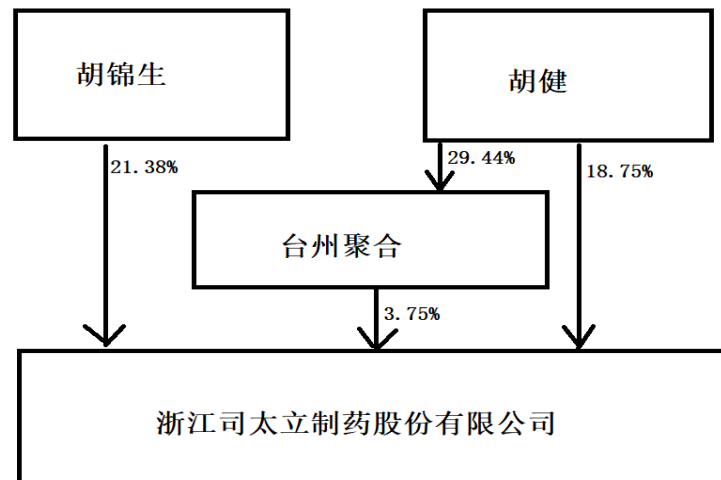 胡锦生
胡健
21.38%
29.44%
18.75%
台州聚合
3.75%
浙江司太立制药股份有限公司